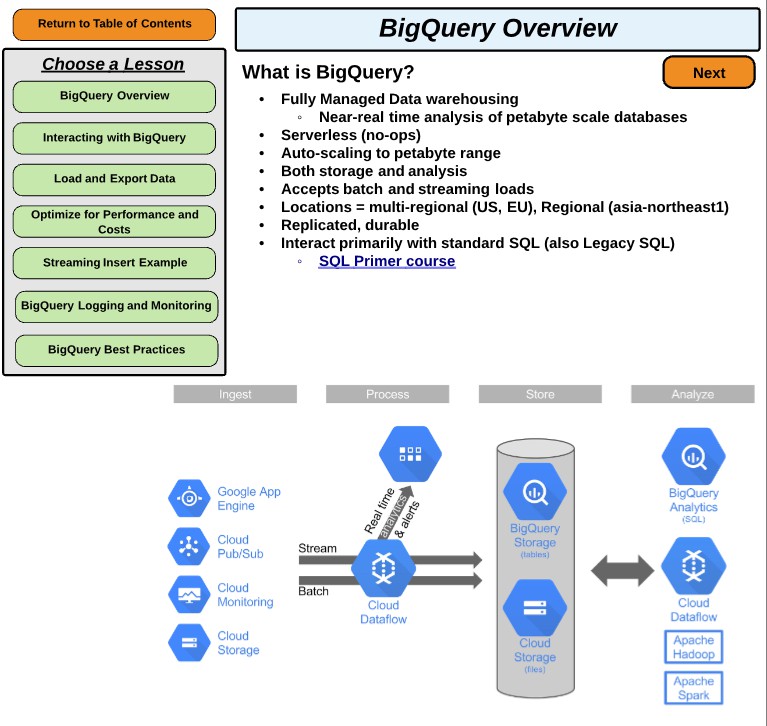 Return to Table of Contents
BigQuery Overview
Choose a Lesson
BigQuery Overview
Interacting with BigQuery
Load and Export Data
Optimize for Performance and
Costs
Streaming Insert Example
BigQuery Logging and Monitoring
BigQuery Best Practices
What is BigQuery?
Next
• Fully Managed Data warehousing
◦ Near-real time analysis of petabyte scale databases
• Serverless (no-ops)
• Auto-scaling to petabyte range
• Both storage and analysis
• Accepts batch and streaming loads
• Locations = multi-regional (US, EU), Regional (asia-northeast1)
• Replicated, durable
• Interact primarily with standard SQL (also Legacy SQL)
◦ SQL Primer course
Ingest
Process
Store
Analyze
Google App
Engine
Cloud
Pub/Sub
Cloud
Monitoring
Cloud
Storage
Stream
Batch
Real time
analytics
& alerts
Cloud
Dataflow
BigQuery
Storage
(tables)
Cloud
Storage
(files)
BigQuery
Analytics
(SQL)
Cloud
Dataflow
Apache
Hadoop
Apache
Spark